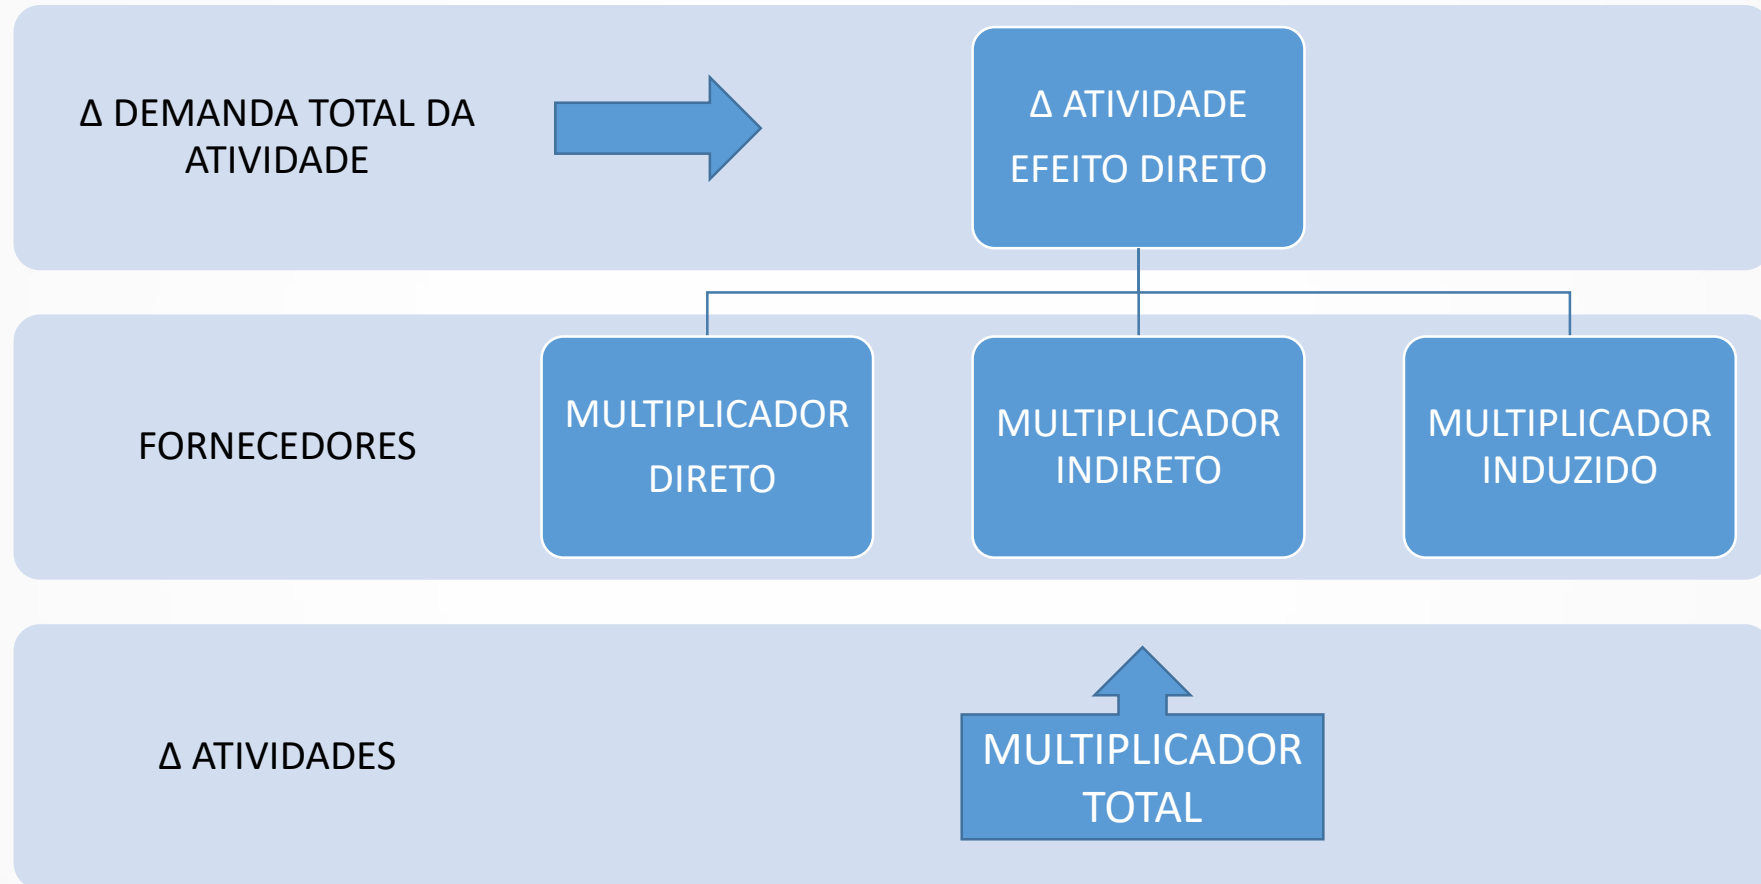 Δ DEMANDA TOTAL DA
ATIVIDADE
Δ ATIVIDADE
EFEITO DIRETO
FORNECEDORES
MULTIPLICADOR
DIRETO
MULTIPLICADOR
INDIRETO
MULTIPLICADOR
INDUZIDO
Δ ATIVIDADES
MULTIPLICADOR
TOTAL